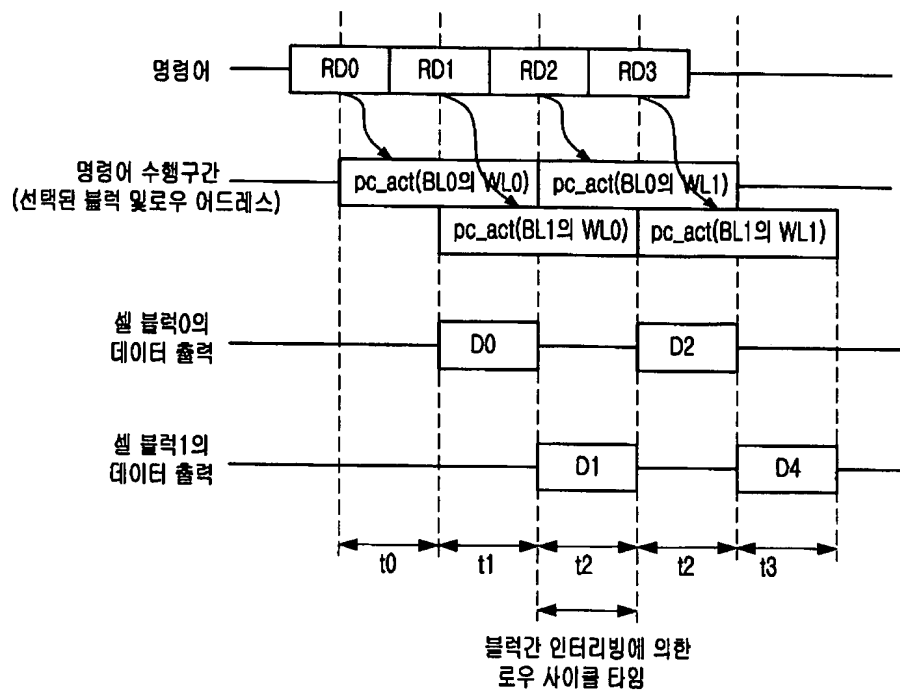 명령어
RD0
RD1
RD2
RD3
명령어 수행구간
(선택된 블럭 및로우 어드레스)
pc_act(BL0의 WL0)
pc_act(BL0의 WL1)
pc_act(BL1의 WL0)
pc_act(BL1의 WL1)
셀 블럭0의
데이터 출력
D0
D2
셀 블럭1의
데이터 출력
D1
D4
t0
t1
t2
t2
t3
블럭간 인터리빙에 의한
로우 사이클 타임